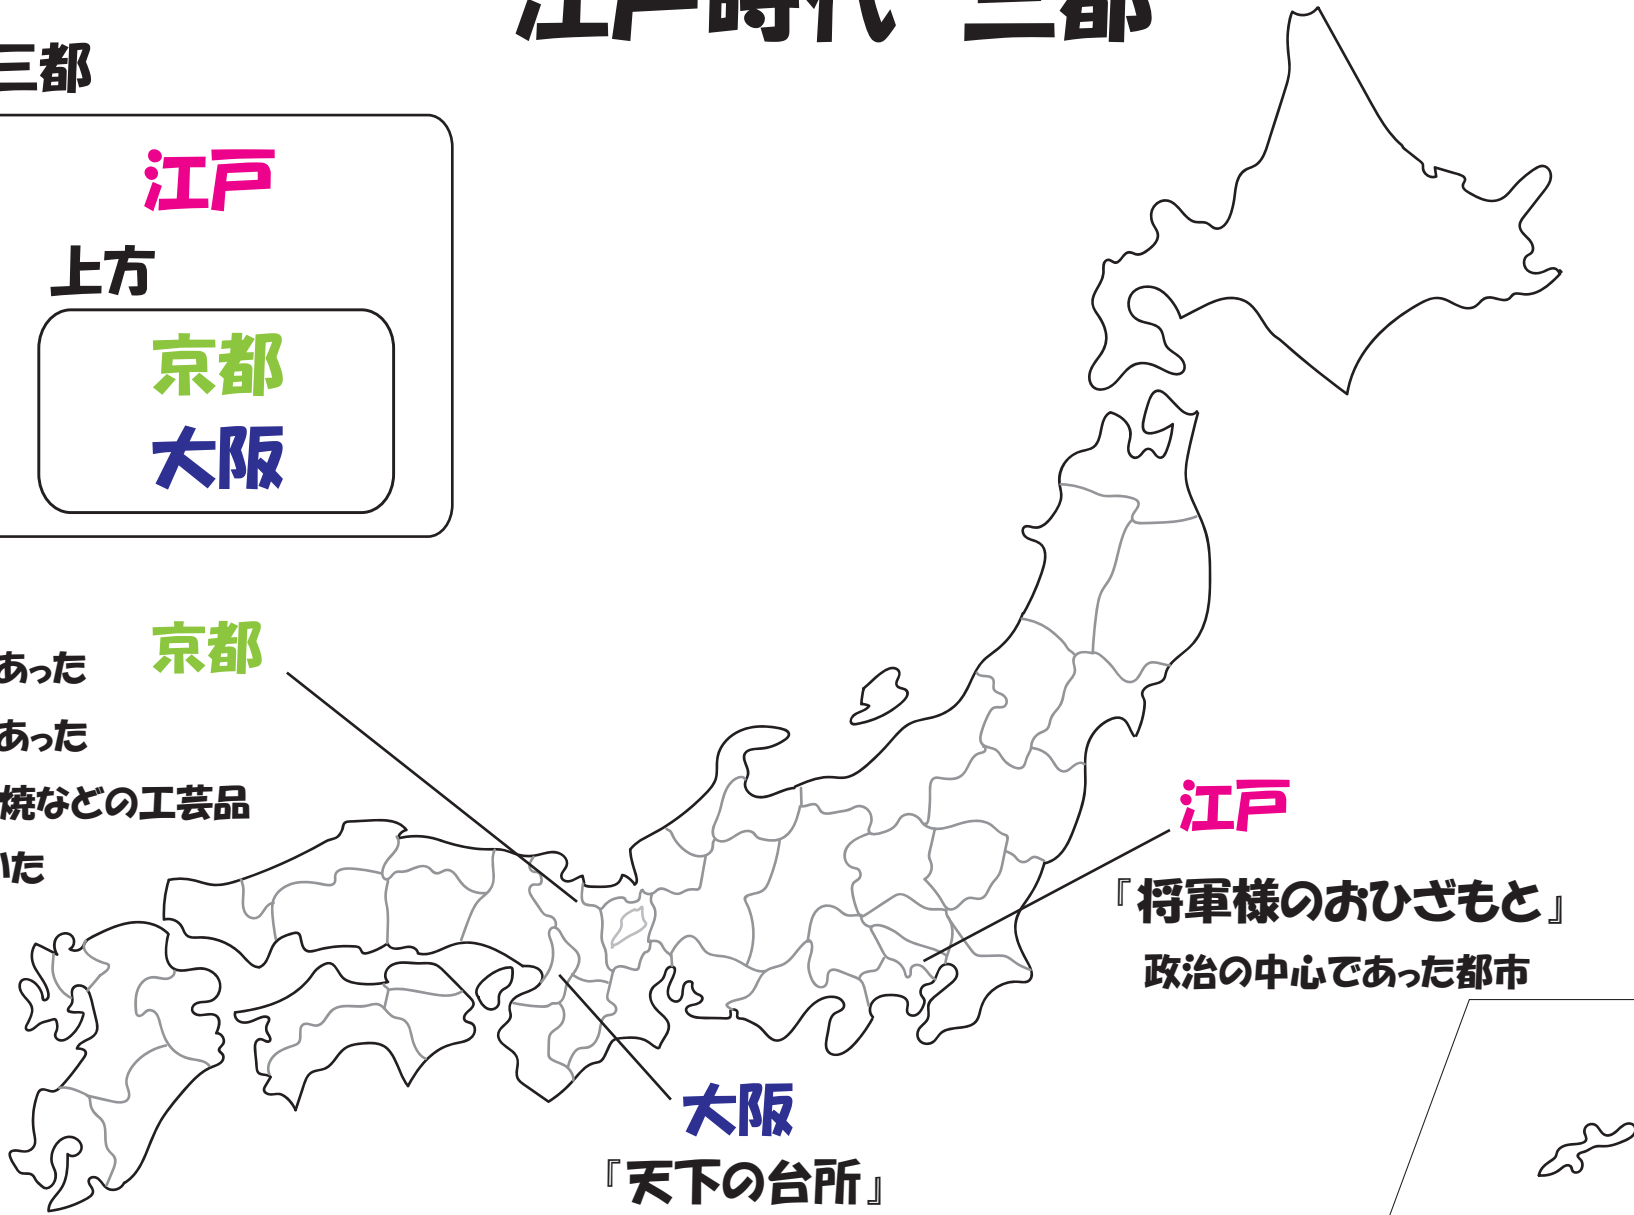 江戸時代 三都
三都
江戸
上方
京都
大阪
京都
あった
あった
焼などの工芸品
いた
江戸
『将軍様のおひざもと』
政治の中心であった都市
大阪
『天下の台所』